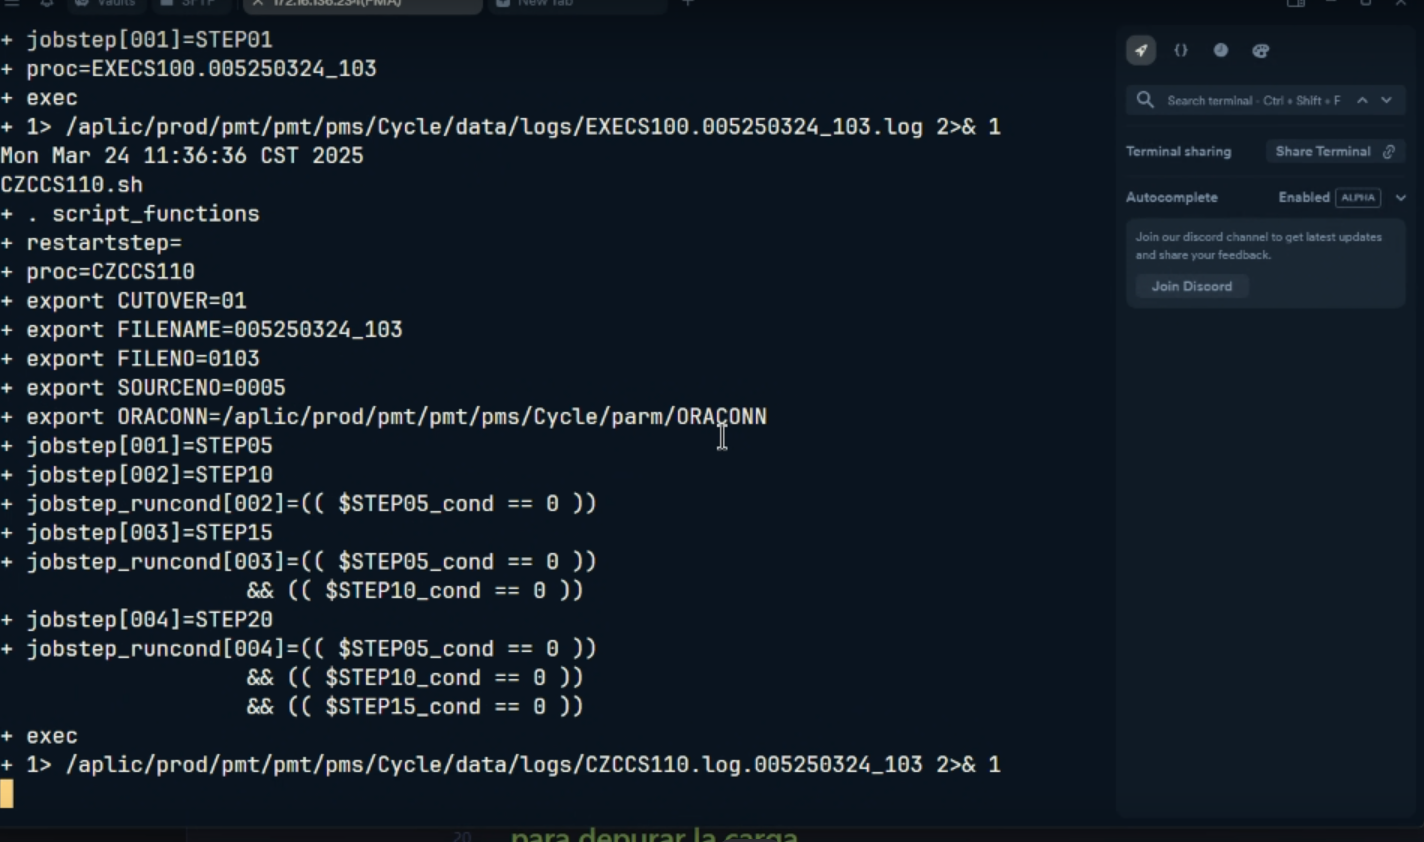 Vaults
SFTP
172.16.136.234(PMA)
New Tab
+ jobstep[001]=STEP01
+ proc=EXECS100.005250324_103
+ exec
+ 1> /aplic/prod/pmt/pmt/pms/Cycle/data/logs/EXECS100.005250324_103.log 2>& 1
Mon Mar 24 11:36:36 CST 2025
CZCCS110.sh
+ . script_functions
+ restartstep=
+ proc=CZCCS110
+ export CUTOVER=01
+ export FILENAME=005250324_103
+ export FILENO=0103
+ export SOURCENO=0005
+ export ORACONN=/aplic/prod/pmt/pmt/pms/Cycle/parm/ORACONN
+ jobstep[001]=STEP05
+ jobstep[002]=STEP10
+ jobstep_runcond[002]=(( $STEP05_cond == 0 ))
+ jobstep[003]=STEP15
+ jobstep_runcond[003]=(( $STEP05_cond == 0 ))
&& (( $STEP10_cond == 0 ))
+ jobstep[004]=STEP20
+ jobstep_runcond[004]=(( $STEP05_cond == 0 ))
&& (( $STEP10_cond == 0 ))
&& (( $STEP15_cond == 0 ))
+ exec
+ 1> /aplic/prod/pmt/pmt/pms/Cycle/data/logs/CZCCS110.log.005250324_103 2>& 1
Search terminal - Ctrl + Shift + F
Terminal sharing
Share Terminal
Autocomplete
Enabled ALPHA
Join our discord channel to get latest updates
and share your feedback.
Join Discord
20
para depurar la carga